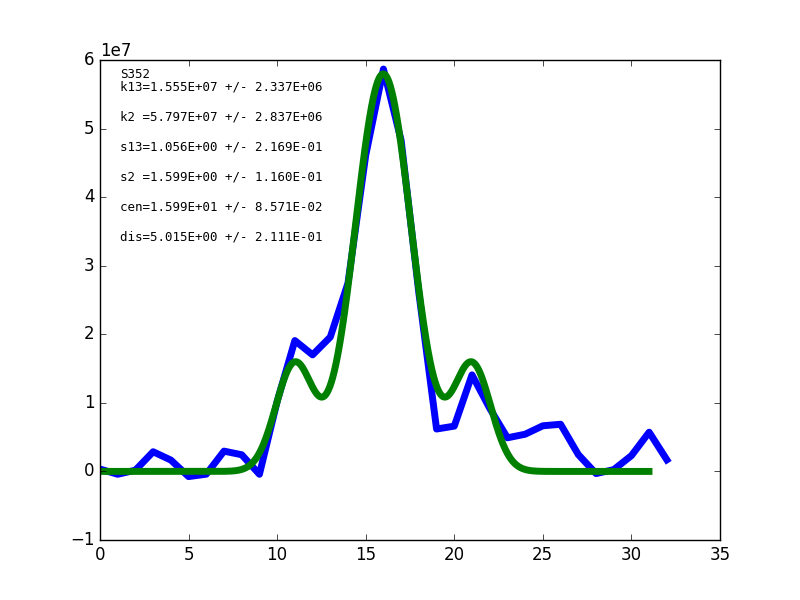 1e7
S352
k13=1.555E+07 +/- 2.337E+06
k2 =5.797E+07 +/- 2.837E+06
s13=1.056E+00 +/- 2.169E-01
s2 =1.599E+00 +/- 1.160E-01
cen=1.599E+01 +/- 8.571E-02
dis=5.015E+00 +/- 2.111E-01
6
5
4
3
2
1
0
−1
0 5 10 15 20 25 30 35